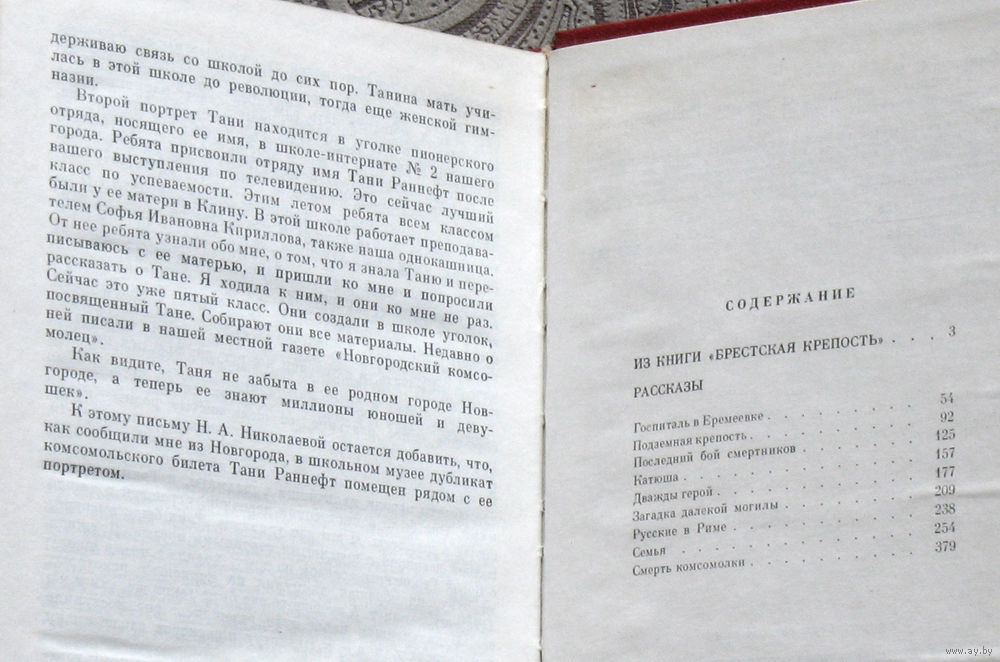 держиваю связь со школой до сих пор. Танина мать учи-
лась в этой школе до революции, тогда еще женской гим-
назии.
Второй портрет Тани находится в уголке пионерского
отряда, носящего ее имя, в школе-интернате № 2 нашего
города. Ребята присвоили отряду имя Тани Раннефт после
вашего выступления по телевидению. Это сейчас лучший
класс по успеваемости. Этим летом ребята всем классом
были у ее матери в Клину. В этой школе работает преподава-
телем Софья Ивановна Кириллова, также наша однокашница.
От нее ребята узнали обо мне, о том, что я знала Таню и пере-
писываюсь с ее матерью, и пришли ко мне и попросили
рассказать о Тане. Я ходила к ним, и они ко мне не раз.
Сейчас это уже пятый класс. Они создали в школе уголок,
посвященный Тане. Собирают они все материалы. Недавно о
ней писали в нашей местной газете «Новгородский комсо-
молец».
Как видите, Таня не забыта в ее родном городе Нов-
городе, а теперь ее знают миллионы юношей и деву-
шек».
К этому письму Н. А. Николаевой остается добавить, что,
как сообщили мне из Новгорода, в школьном музее дубликат
комсомольского билета Тани Раннефт помещен рядом с ее
портретом.
СОДЕРЖАНИЕ
ИЗ КНИГИ «БРЕСТСКАЯ КРЕПОСТЬ» . . . 3
РАССКАЗЫ
Госпиталь в Еремеевке . . . . . . . . . 54
Подземная крепость . . . . . . . . . . 92
Последний бой смертников . . . . . . . 125
Катюша . . . . . . . . . . . . . 157
Дважды герой . . . . . . . . . . . 177
Загадка далекой могилы . . . . . . . . 209
Русские в Риме . . . . . . . . . . . 238
Семья . . . . . . . . . . . . . 254
Смерть комсомолки . . . . . . . . . . 379
www.ay.by